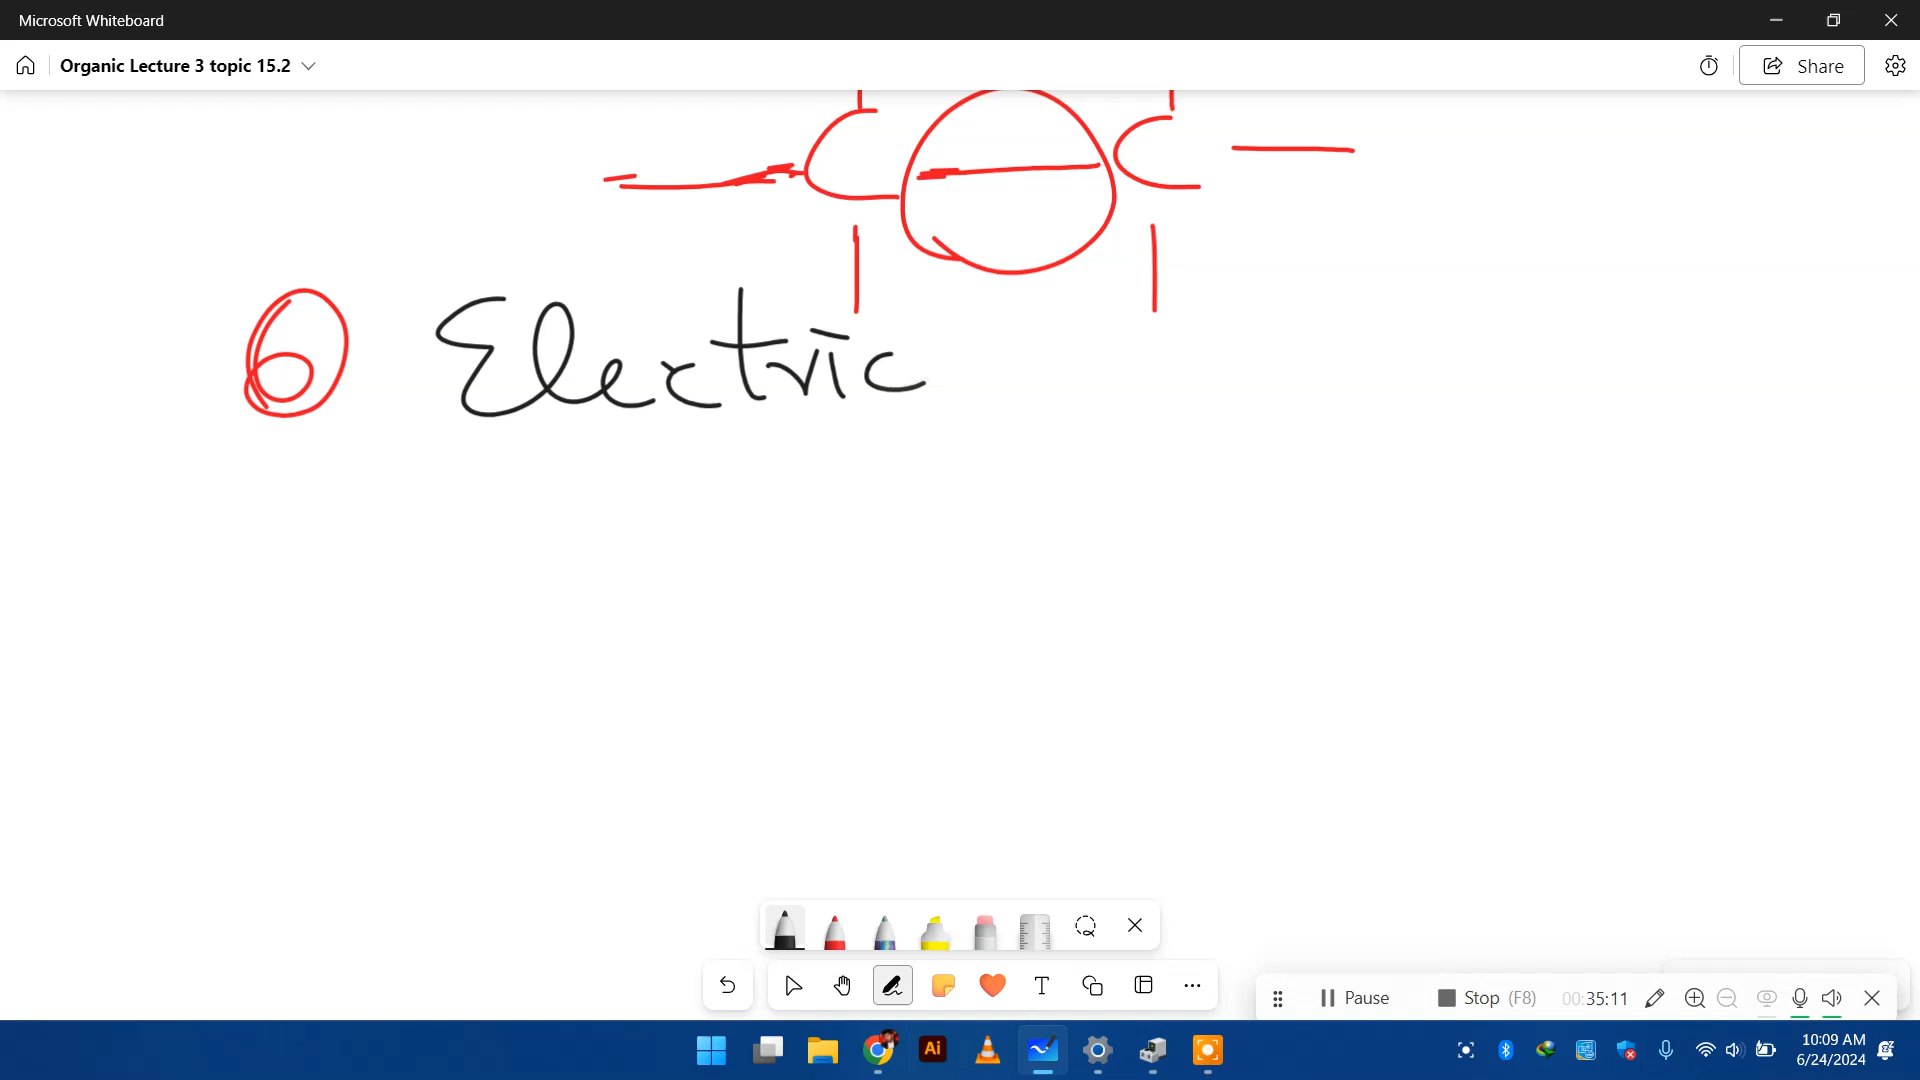 Microsoft Whiteboard
Organic Lecture 3 topic 15.2
Share
C C
6 Electric
T
Pause
Stop (F8)
00:35:11
Ai
10:09 AM
6/24/2024